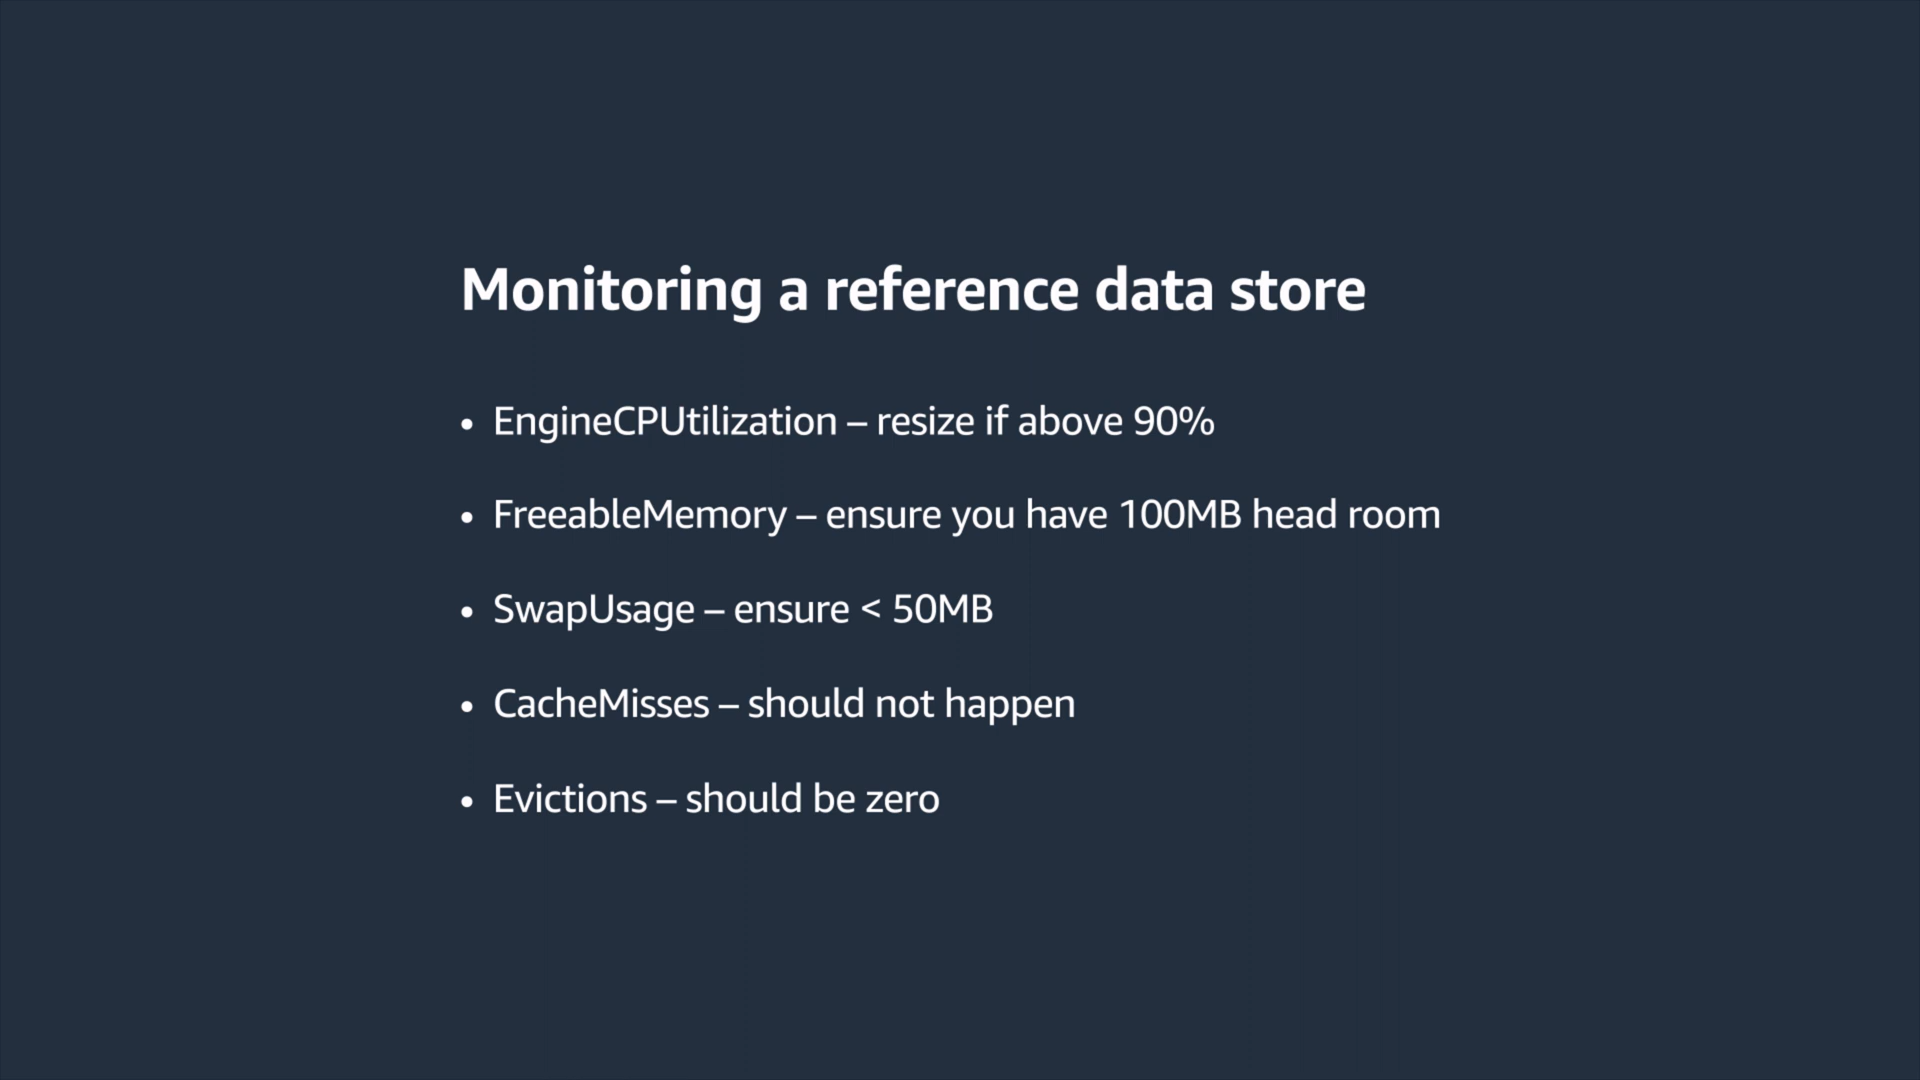 Monitoring a reference data store
• EngineCPUtilization – resize if above 90%
• FreeableMemory – ensure you have 100MB head room
• SwapUsage – ensure < 50MB
• CacheMisses – should not happen
• Evictions – should be zero